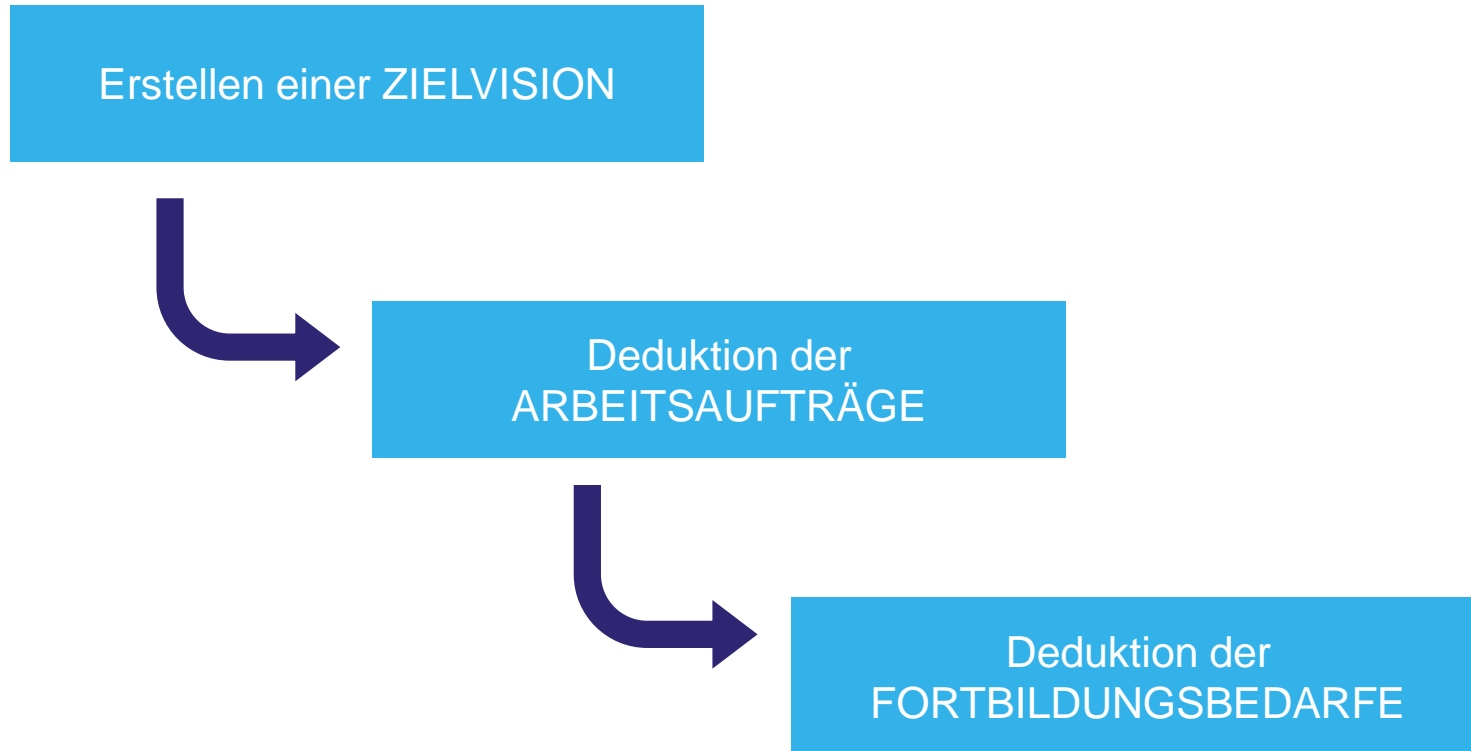 Erstellen einer ZIELVISION
Deduktion der
ARBEITSAUFTRÄGE
Deduktion der
FORTBILDUNGSBEDARFE